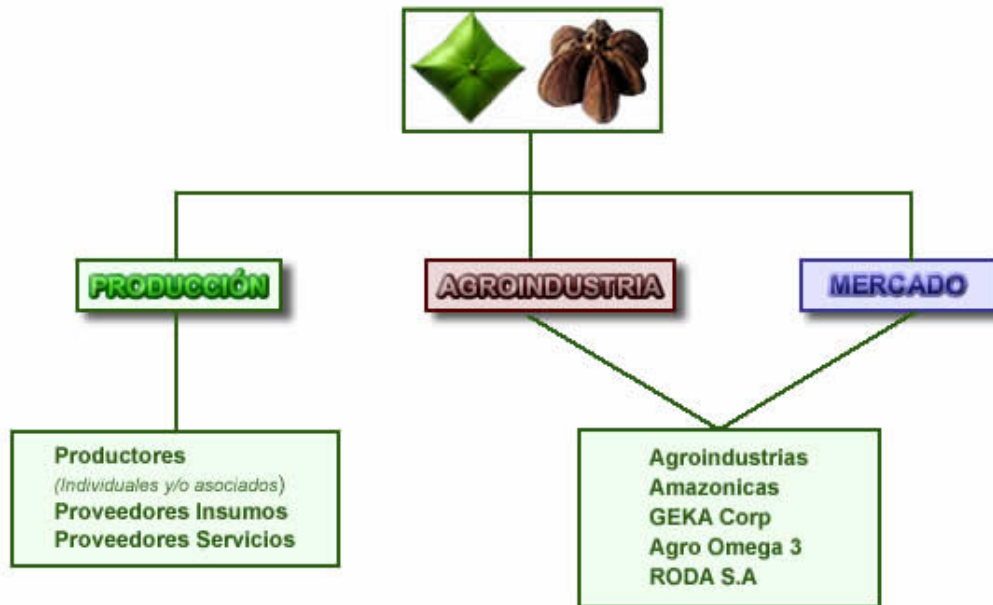 PRODUCCIÓN
AGROINDUSTRIA
MERCADO
Productores
(Individuales y/o asociados)
Proveedores Insumos
Proveedores Servicios
Agroindustrias
Amazonicas
GEKA Corp
Agro Omega 3
RODA S.A